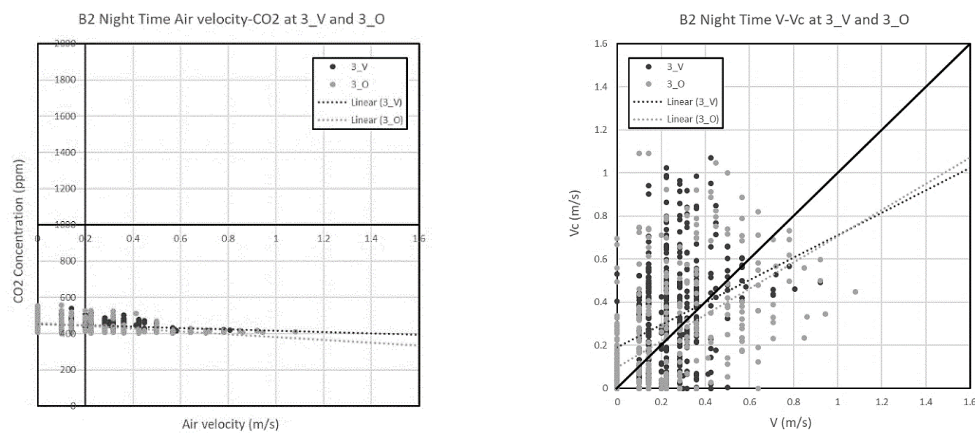 B2 Night Time Air velocity-CO2 at 3_V and 3_O
2000
1800
1600
1400
1200
1000
800
600
400
200
0
CO2 Concentration (ppm)
3_V
3_O
Linear (3_V)
Linear (3_O)
0 0.2 0.4 0.6 0.8 1 1.2 1.4 1.6
Air velocity (m/s)
B2 Night Time V-Vc at 3_V and 3_O
1.6
1.4
1.2
1
0.8
0.6
0.4
0.2
0
Vc (m/s)
3_V
3_O
Linear (3_V)
Linear (3_O)
0 0.2 0.4 0.6 0.8 1 1.2 1.4 1.6
V (m/s)